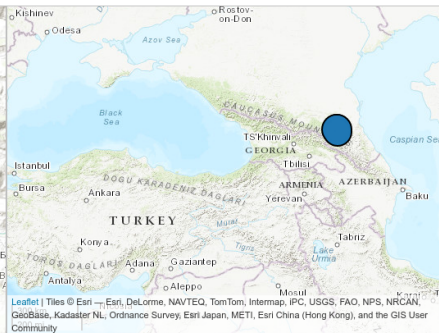 Kishinev
Rostov-
on-Don
Odesa
Azov Sea
Black
Sea
CAUCASUS MOUN
TS'Khinvali
GEORGIA
Tbilisi
Caspian Se
Istanbul
Bursa
Ankara
DOGU KARADENIZ DAGLARI
ARMENIA
AZERBAIJAN
Yerevan
Baku
TURKEY
Murat
Konya
Tigris
Lake
Urmia
Tabriz
TOROS DAGLARI
Adana
Gaziantep
Antalya
Aleppo
Mosul
Leaflet | Tiles © Esri — Esri, DeLorme, NAVTEQ, TomTom, Intermap, iPC, USGS, FAO, NPS, NRCAN,
GeoBase, Kadaster NL, Ordnance Survey, Esri Japan, METI, Esri China (Hong Kong), and the GIS User
Community